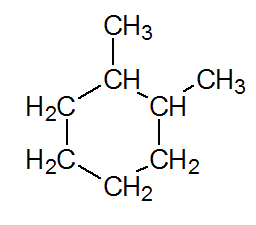 CH₃
CH CH₃
H₂C CH
H₂C CH₂
CH₂